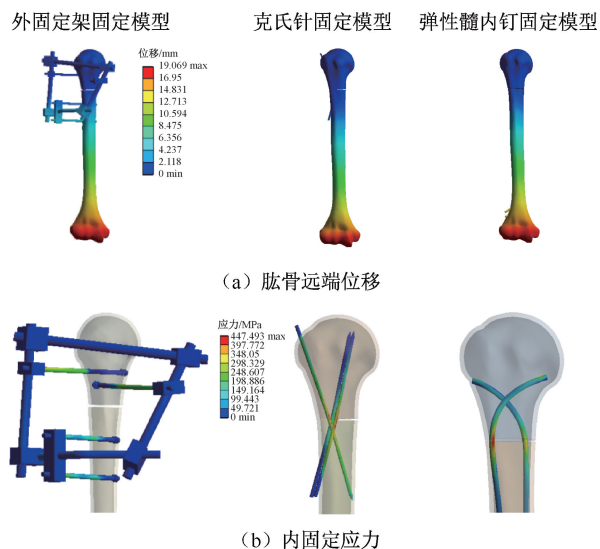 外固定架固定模型
克氏针固定模型
弹性髓内钉固定模型
位移/mm
19.069 max
16.95
14.831
12.713
10.594
8.475
6.356
4.237
2.118
0 min
（a）肱骨远端位移
应力/MPa
447.493 max
397.772
348.05
298.329
248.607
198.886
149.164
99.443
49.721
0 min
（b）内固定应力